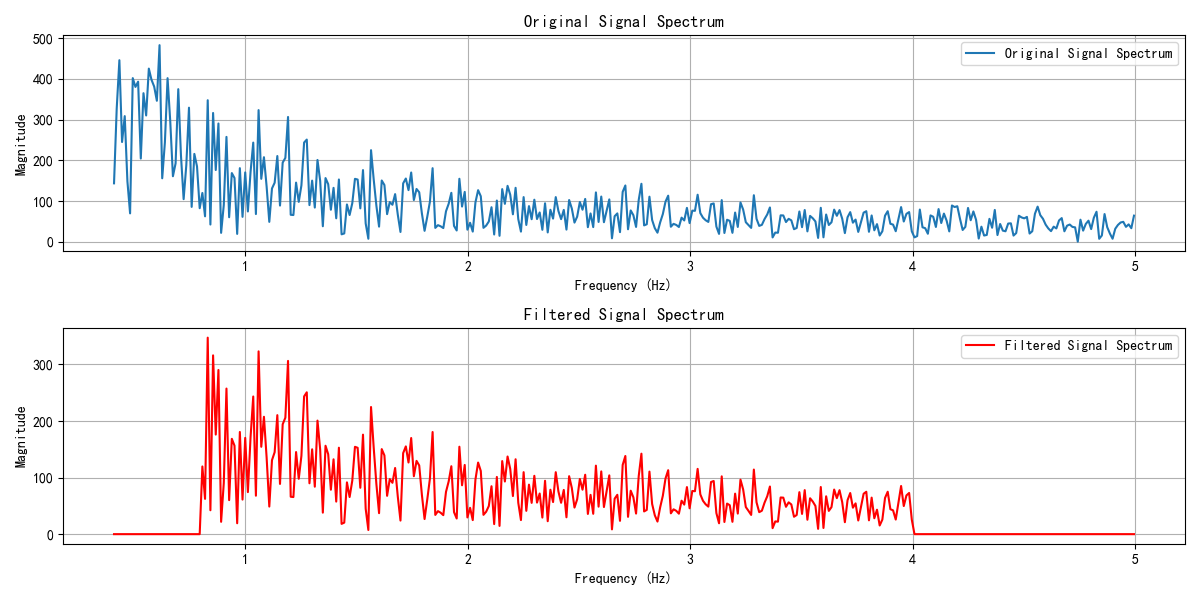 Original Signal Spectrum
500
400
300
200
100
0
Magnitude
Original Signal Spectrum
1 2 3 4 5
Frequency (Hz)
Filtered Signal Spectrum
300
200
100
0
Magnitude
Filtered Signal Spectrum
1 2 3 4 5
Frequency (Hz)